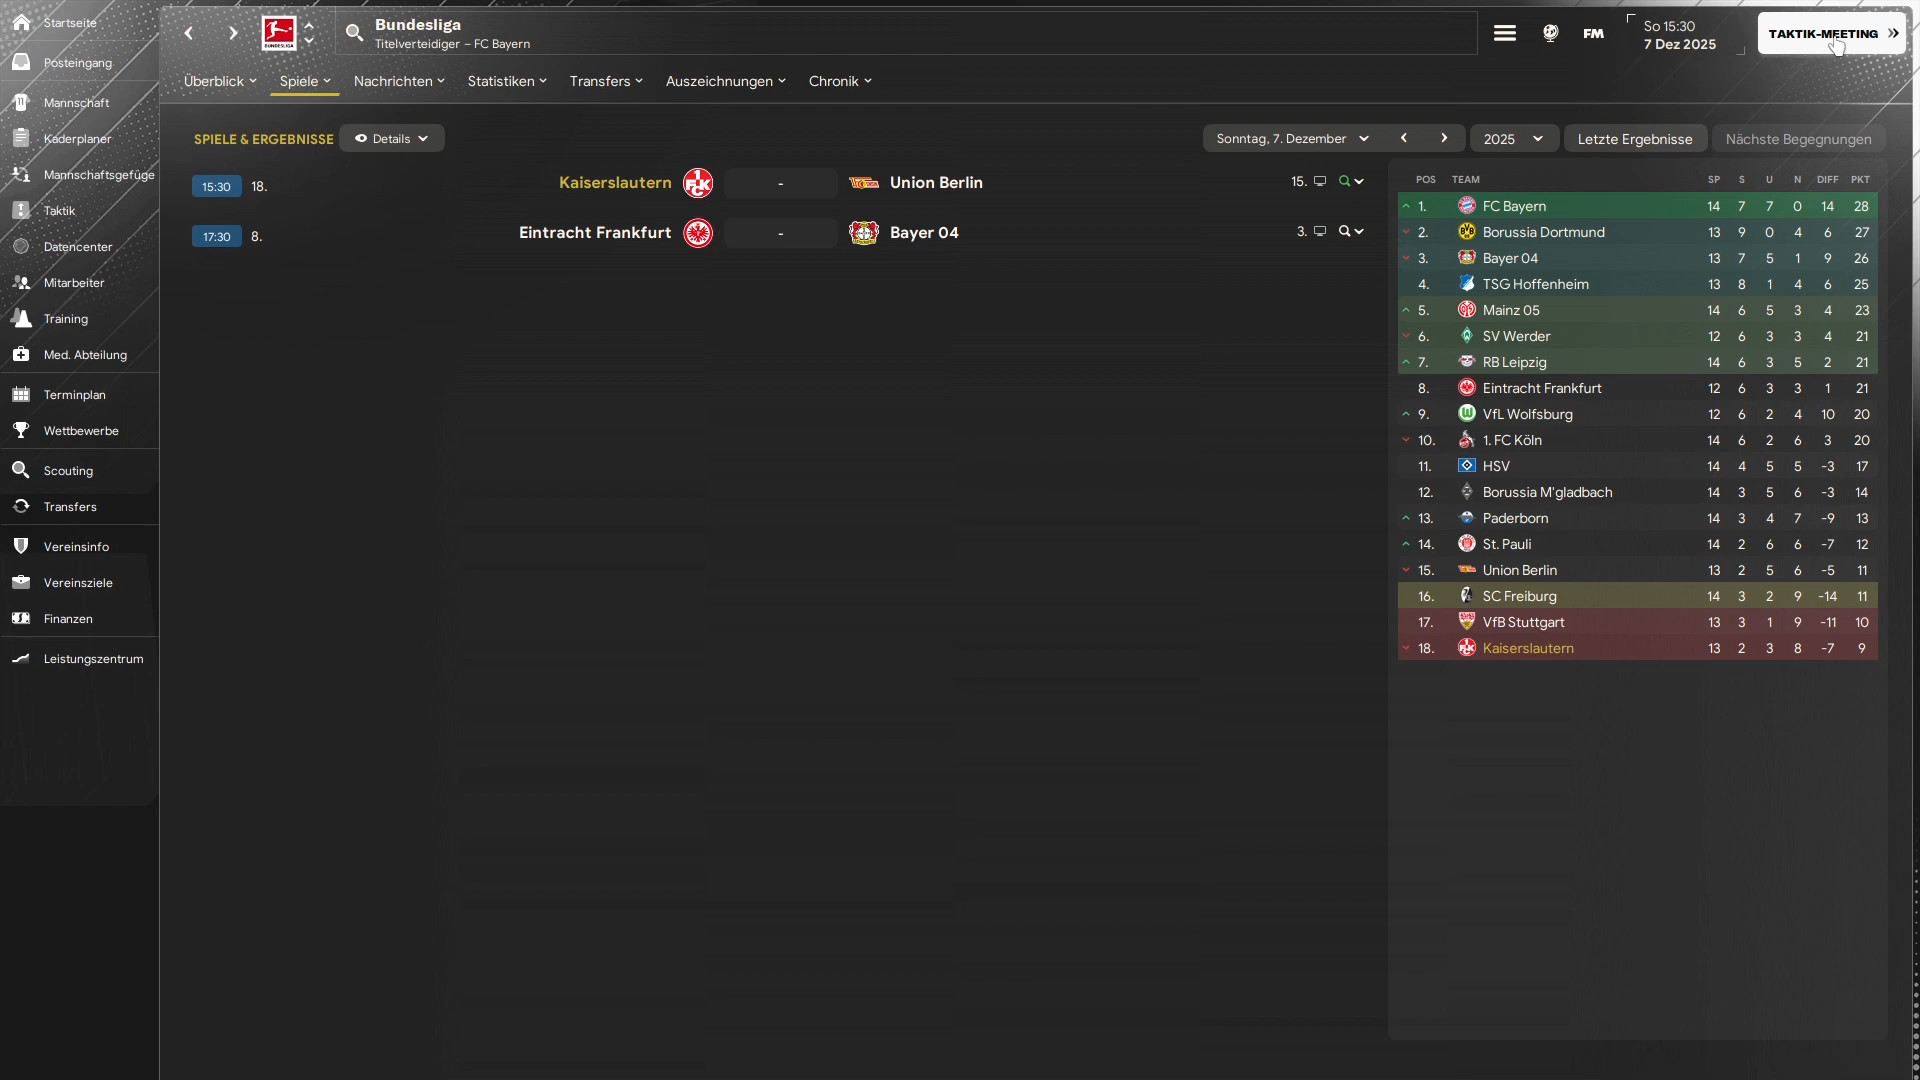 Startseite
Posteingang
Mannschaft
Kaderplaner
Mannschaftsgefüge
Taktik
Datencenter
Mitarbeiter
Training
Med. Abteilung
Terminplan
Wettbewerbe
Scouting
Transfers
Vereinsinfo
Vereinsziele
Finanzen
Leistungszentrum
BUNDESLIGA
Bundesliga
Titelverteidiger – FC Bayern
FM
So 15:30
7 Dez 2025
TAKTIK-MEETING
Überblick Spiele Nachrichten Statistiken Transfers Auszeichnungen Chronik
SPIELE & ERGEBNISSE Details Sonntag, 7. Dezember 2025 Letzte Ergebnisse Nächste Begegnungen
15:30 18. Kaiserslautern - Union Berlin 15.
17:30 8. Eintracht Frankfurt - Bayer 04 3.
POS TEAM SP S U N DIFF PKT
1. FC Bayern 14 7 7 0 14 28
2. Borussia Dortmund 13 9 0 4 6 27
3. Bayer 04 13 7 5 1 9 26
4. TSG Hoffenheim 13 8 1 4 6 25
5. Mainz 05 14 6 5 3 4 23
6. SV Werder 12 6 3 3 4 21
7. RB Leipzig 14 6 3 5 2 21
8. Eintracht Frankfurt 12 6 3 3 1 21
9. VfL Wolfsburg 12 6 2 4 10 20
10. 1. FC Köln 14 6 2 6 3 20
11. HSV 14 4 5 5 -3 17
12. Borussia M'gladbach 14 3 5 6 -3 14
13. Paderborn 14 3 4 7 -9 13
14. St. Pauli 14 2 6 6 -7 12
15. Union Berlin 13 2 5 6 -5 11
16. SC Freiburg 14 3 2 9 -14 11
17. VfB Stuttgart 13 3 1 9 -11 10
18. Kaiserslautern 13 2 3 8 -7 9